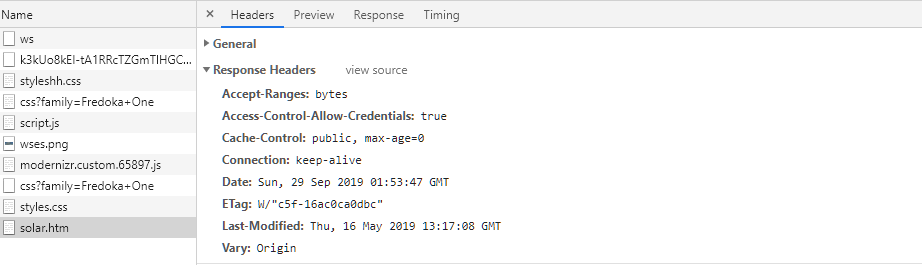 Name
ws
k3kUo8kEI-tA1RRcTZGmTIHGC...
styleshh.css
css?family=Fredoka+One
script.js
wses.png
modernizr.custom.65897.js
css?family=Fredoka+One
styles.css
solar.htm
× Headers Preview Response Timing
General
Response Headers view source
Accept-Ranges: bytes
Access-Control-Allow-Credentials: true
Cache-Control: public, max-age=0
Connection: keep-alive
Date: Sun, 29 Sep 2019 01:53:47 GMT
ETag: W/"c5f-16ac0ca0dbc"
Last-Modified: Thu, 16 May 2019 13:17:08 GMT
Vary: Origin